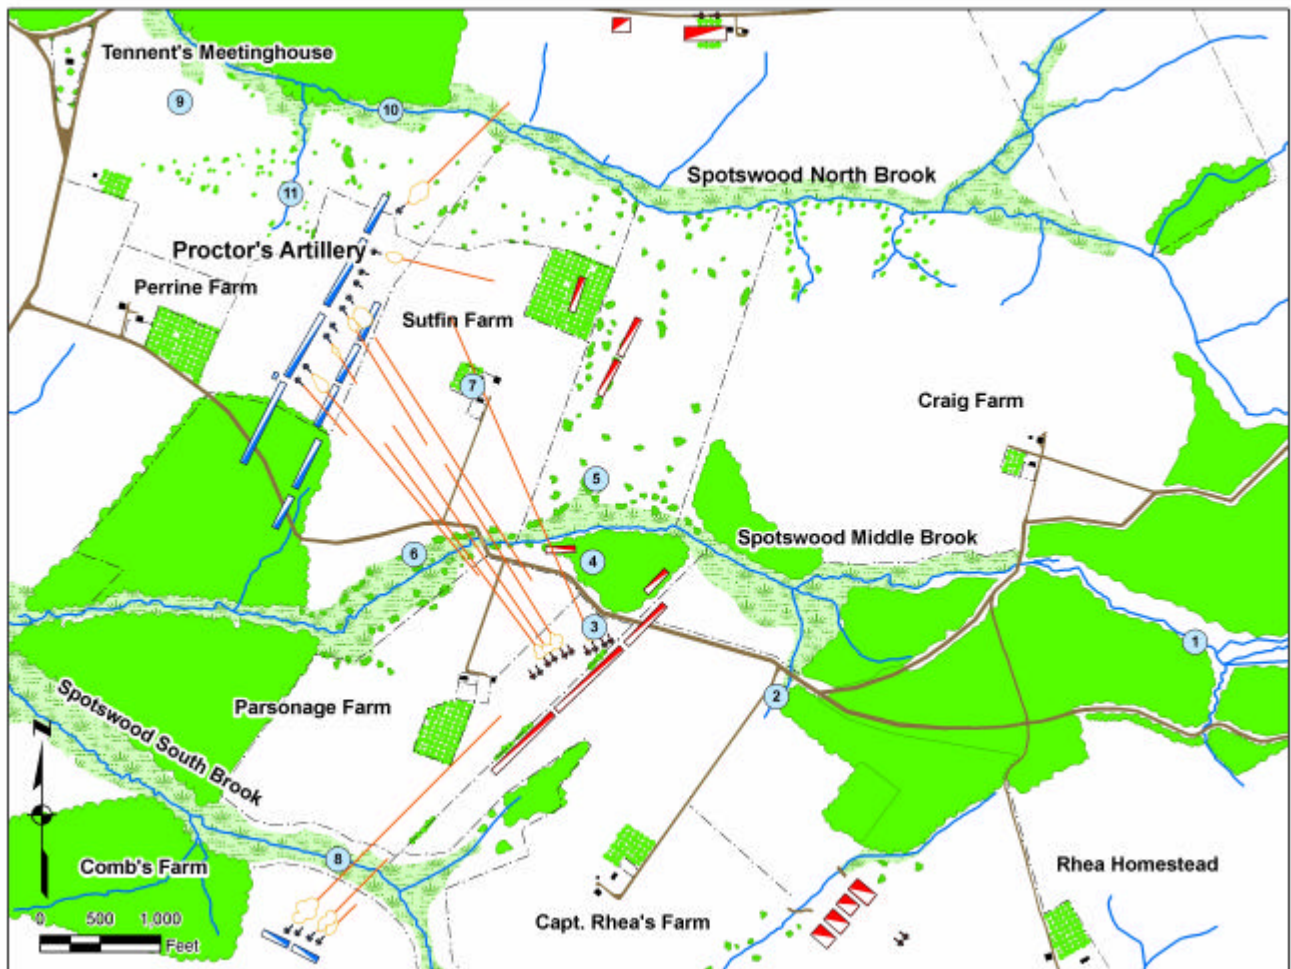 Tennent's Meetinghouse
9
10
Spotswood North Brook
11
Proctor's Artillery
Perrine Farm
Sutfin Farm
7
Craig Farm
5
Spotswood Middle Brook
6
4
3
1
2
Parsonage Farm
Spotswood South Brook
N
8
Comb's Farm
Rhea Homestead
Capt. Rhea's Farm
0 500 1,000
Feet